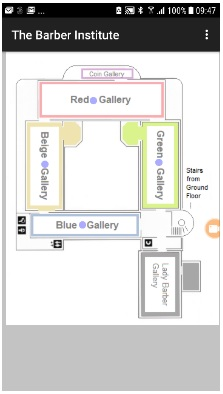 100% 09:47
The Barber Institute
Coin Gallery
Red Gallery
Beige Gallery
Green Gallery
Stairs
from
Ground
Floor
Blue Gallery
Lady Barber
Gallery